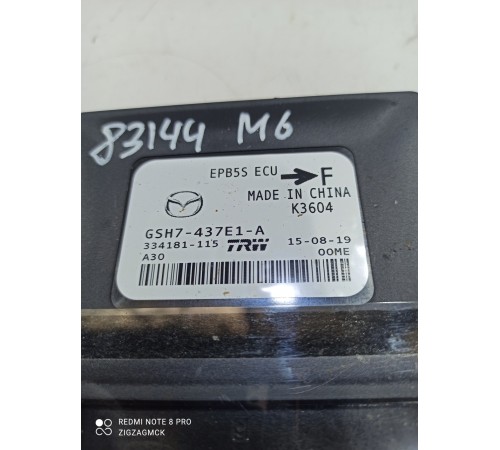 83144 M6
EPB5S ECU → F
MADE IN CHINA
K3604
GSH7-437E1-A
334181-115 TRW 15-08-19
A30 OOME
REDMI NOTE 8 PRO
ZIGZAGMCK